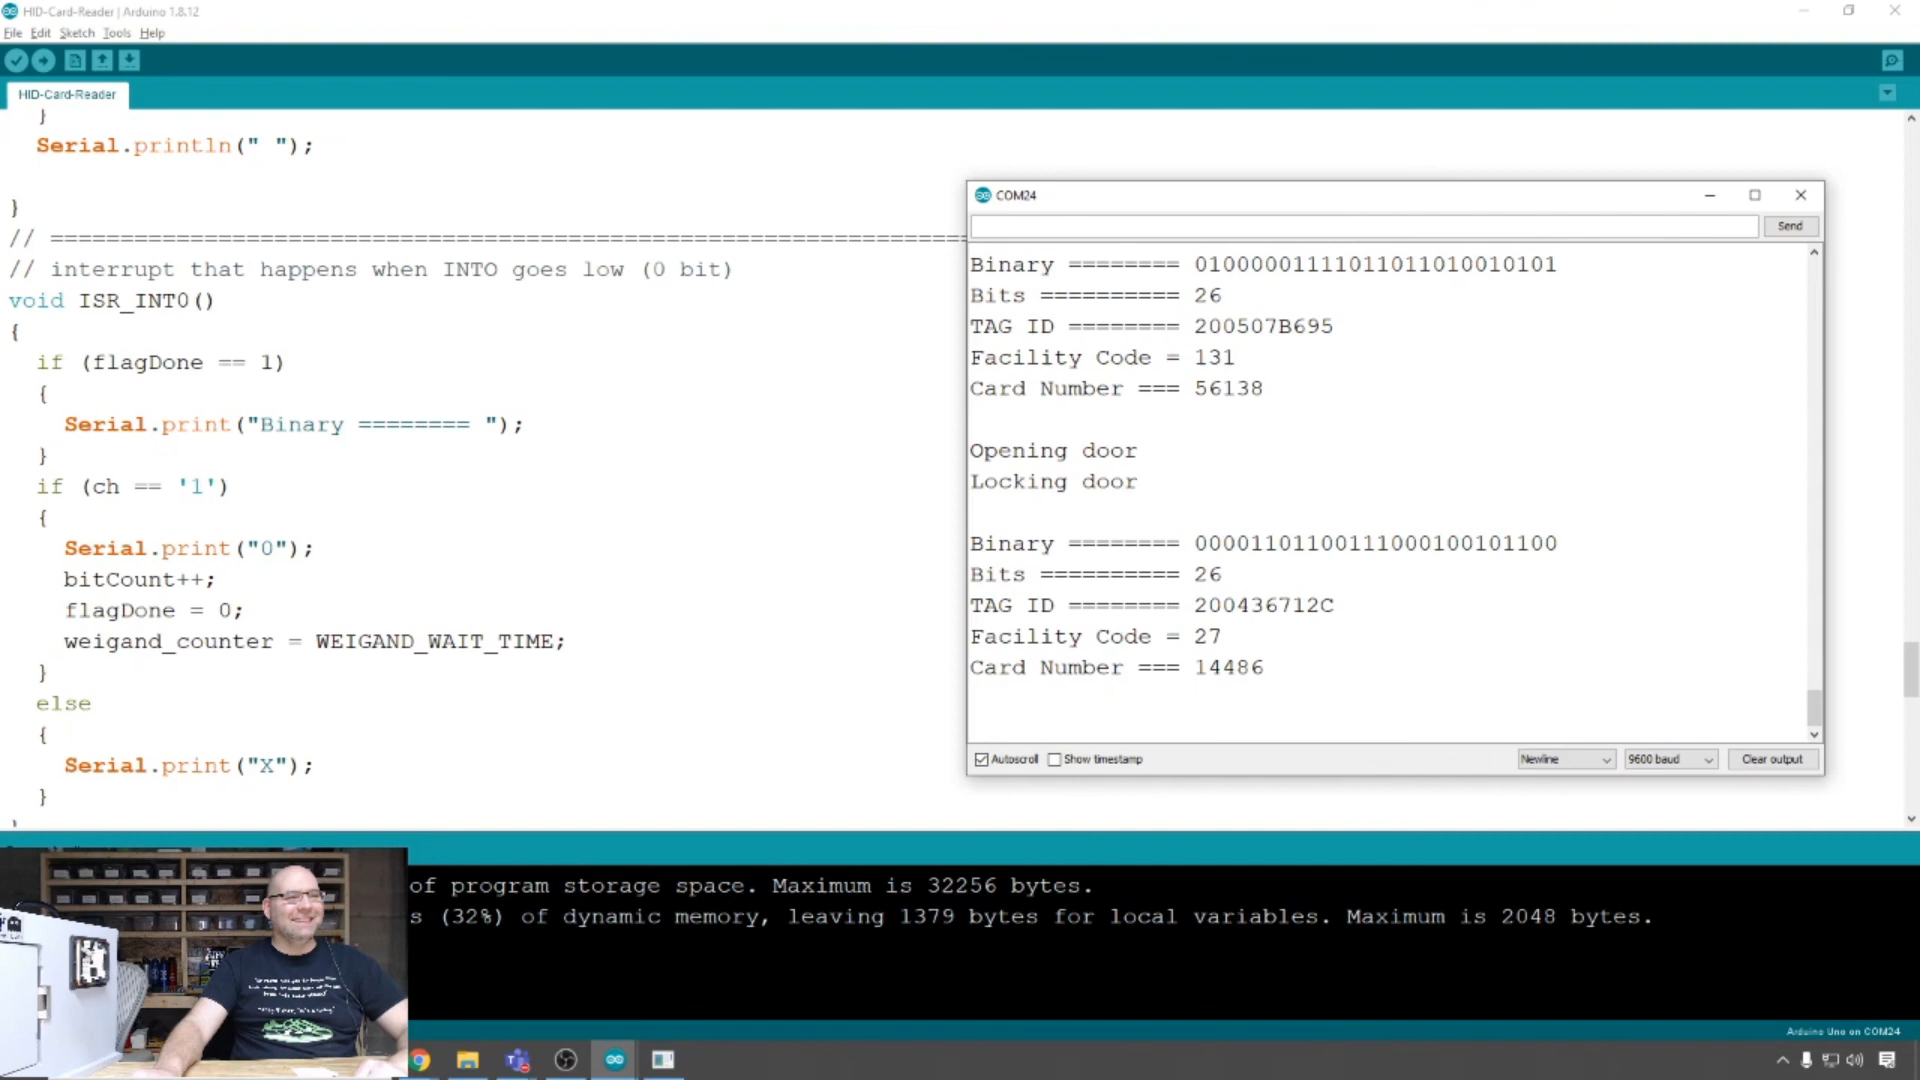 HID-Card-Reader | Arduino 1.8.12
File Edit Sketch Tools Help
HID-Card-Reader
}
Serial.println(" ");
}
// ==================================================================
// interrupt that happens when INTO goes low (0 bit)
void ISR_INT0()
{
if (flagDone == 1)
{
Serial.print("Binary ======== ");
}
if (ch == '1')
{
Serial.print("0");
bitCount++;
flagDone = 0;
weigand_counter = WEIGAND_WAIT_TIME;
}
else
{
Serial.print("X");
}
COM24
Send
Binary ======== 01000001111011011010010101
Bits ========== 26
TAG ID ======== 200507B695
Facility Code = 131
Card Number === 56138
Opening door
Locking door
Binary ======== 00001101100111000100101100
Bits ========== 26
TAG ID ======== 200436712C
Facility Code = 27
Card Number === 14486
Autoscroll Show timestamp Newline 9600 baud Clear output
of program storage space. Maximum is 32256 bytes.
s (32%) of dynamic memory, leaving 1379 bytes for local variables. Maximum is 2048 bytes.
Arduino Uno on COM24